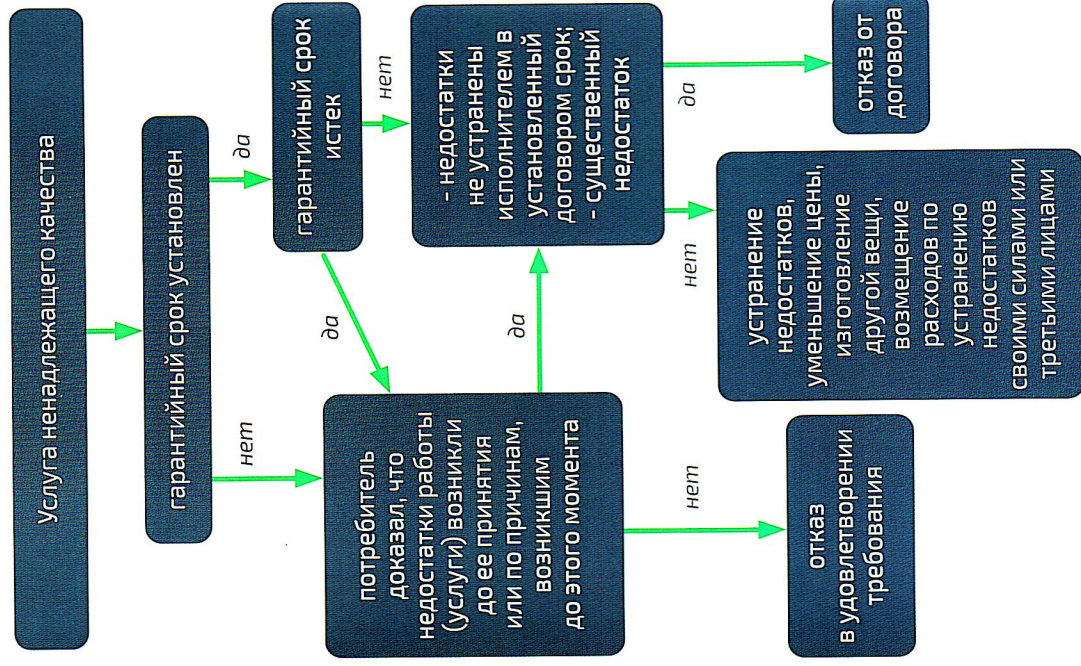 Услуга ненадлежащего качества
гарантийный срок установлен
нет
да
гарантийный срок
истек
да
нет
потребитель
доказал, что
недостатки работы
(услуги) возникли
до ее принятия
или по причинам,
возникшим
до этого момента
да
- недостатки
не устранены
исполнителем в
установленный
договором срок;
- существенный
недостаток
нет
нет
да
отказ
в удовлетворении
требования
устранение
недостатков,
уменьшение цены,
изготовление
другой вещи,
возмещение
расходов по
устранению
недостатков
своими силами или
третьими лицами
отказ от
договора